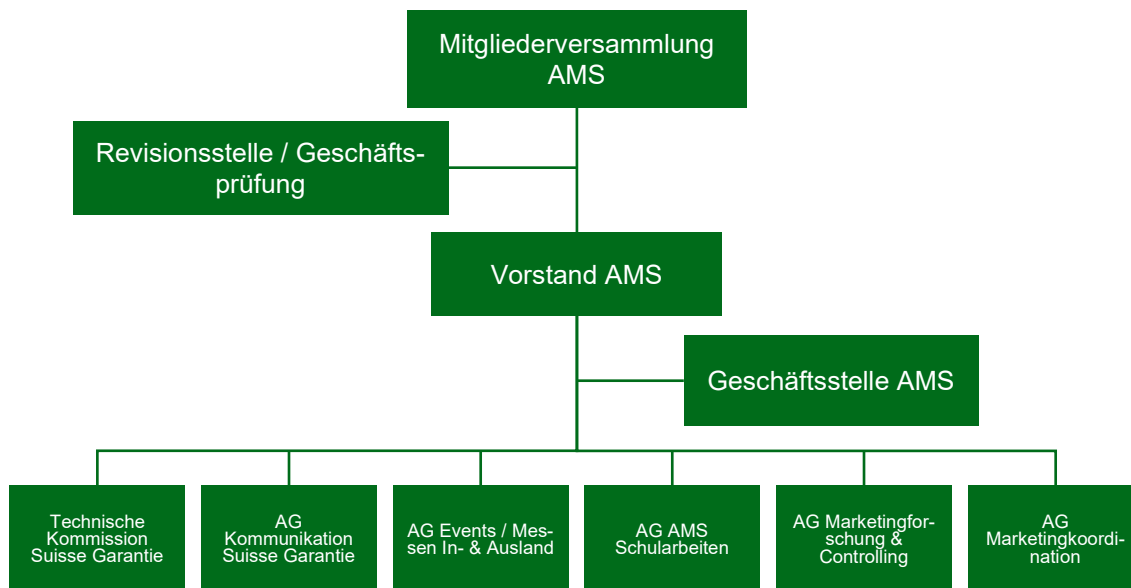 Mitgliederversammlung
AMS
Revisionsstelle / Geschäfts-
prüfung
Vorstand AMS
Geschäftsstelle AMS
Technische
Kommission
Suisse Garantie
AG
Kommunikation
Suisse Garantie
AG Events / Mes-
sen In- & Ausland
AG AMS
Schularbeiten
AG Marketingfor-
schung &
Controlling
AG
Marketingkoordi-
nation